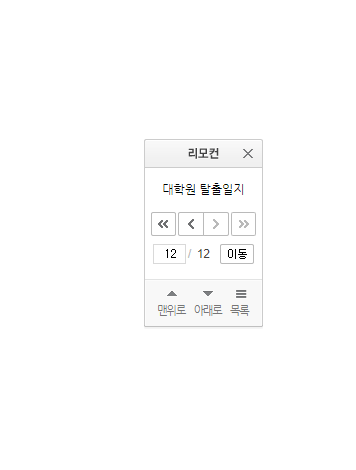 리모컨
대학원 탈출일지
12 / 12 이동
맨위로 아래로 목록